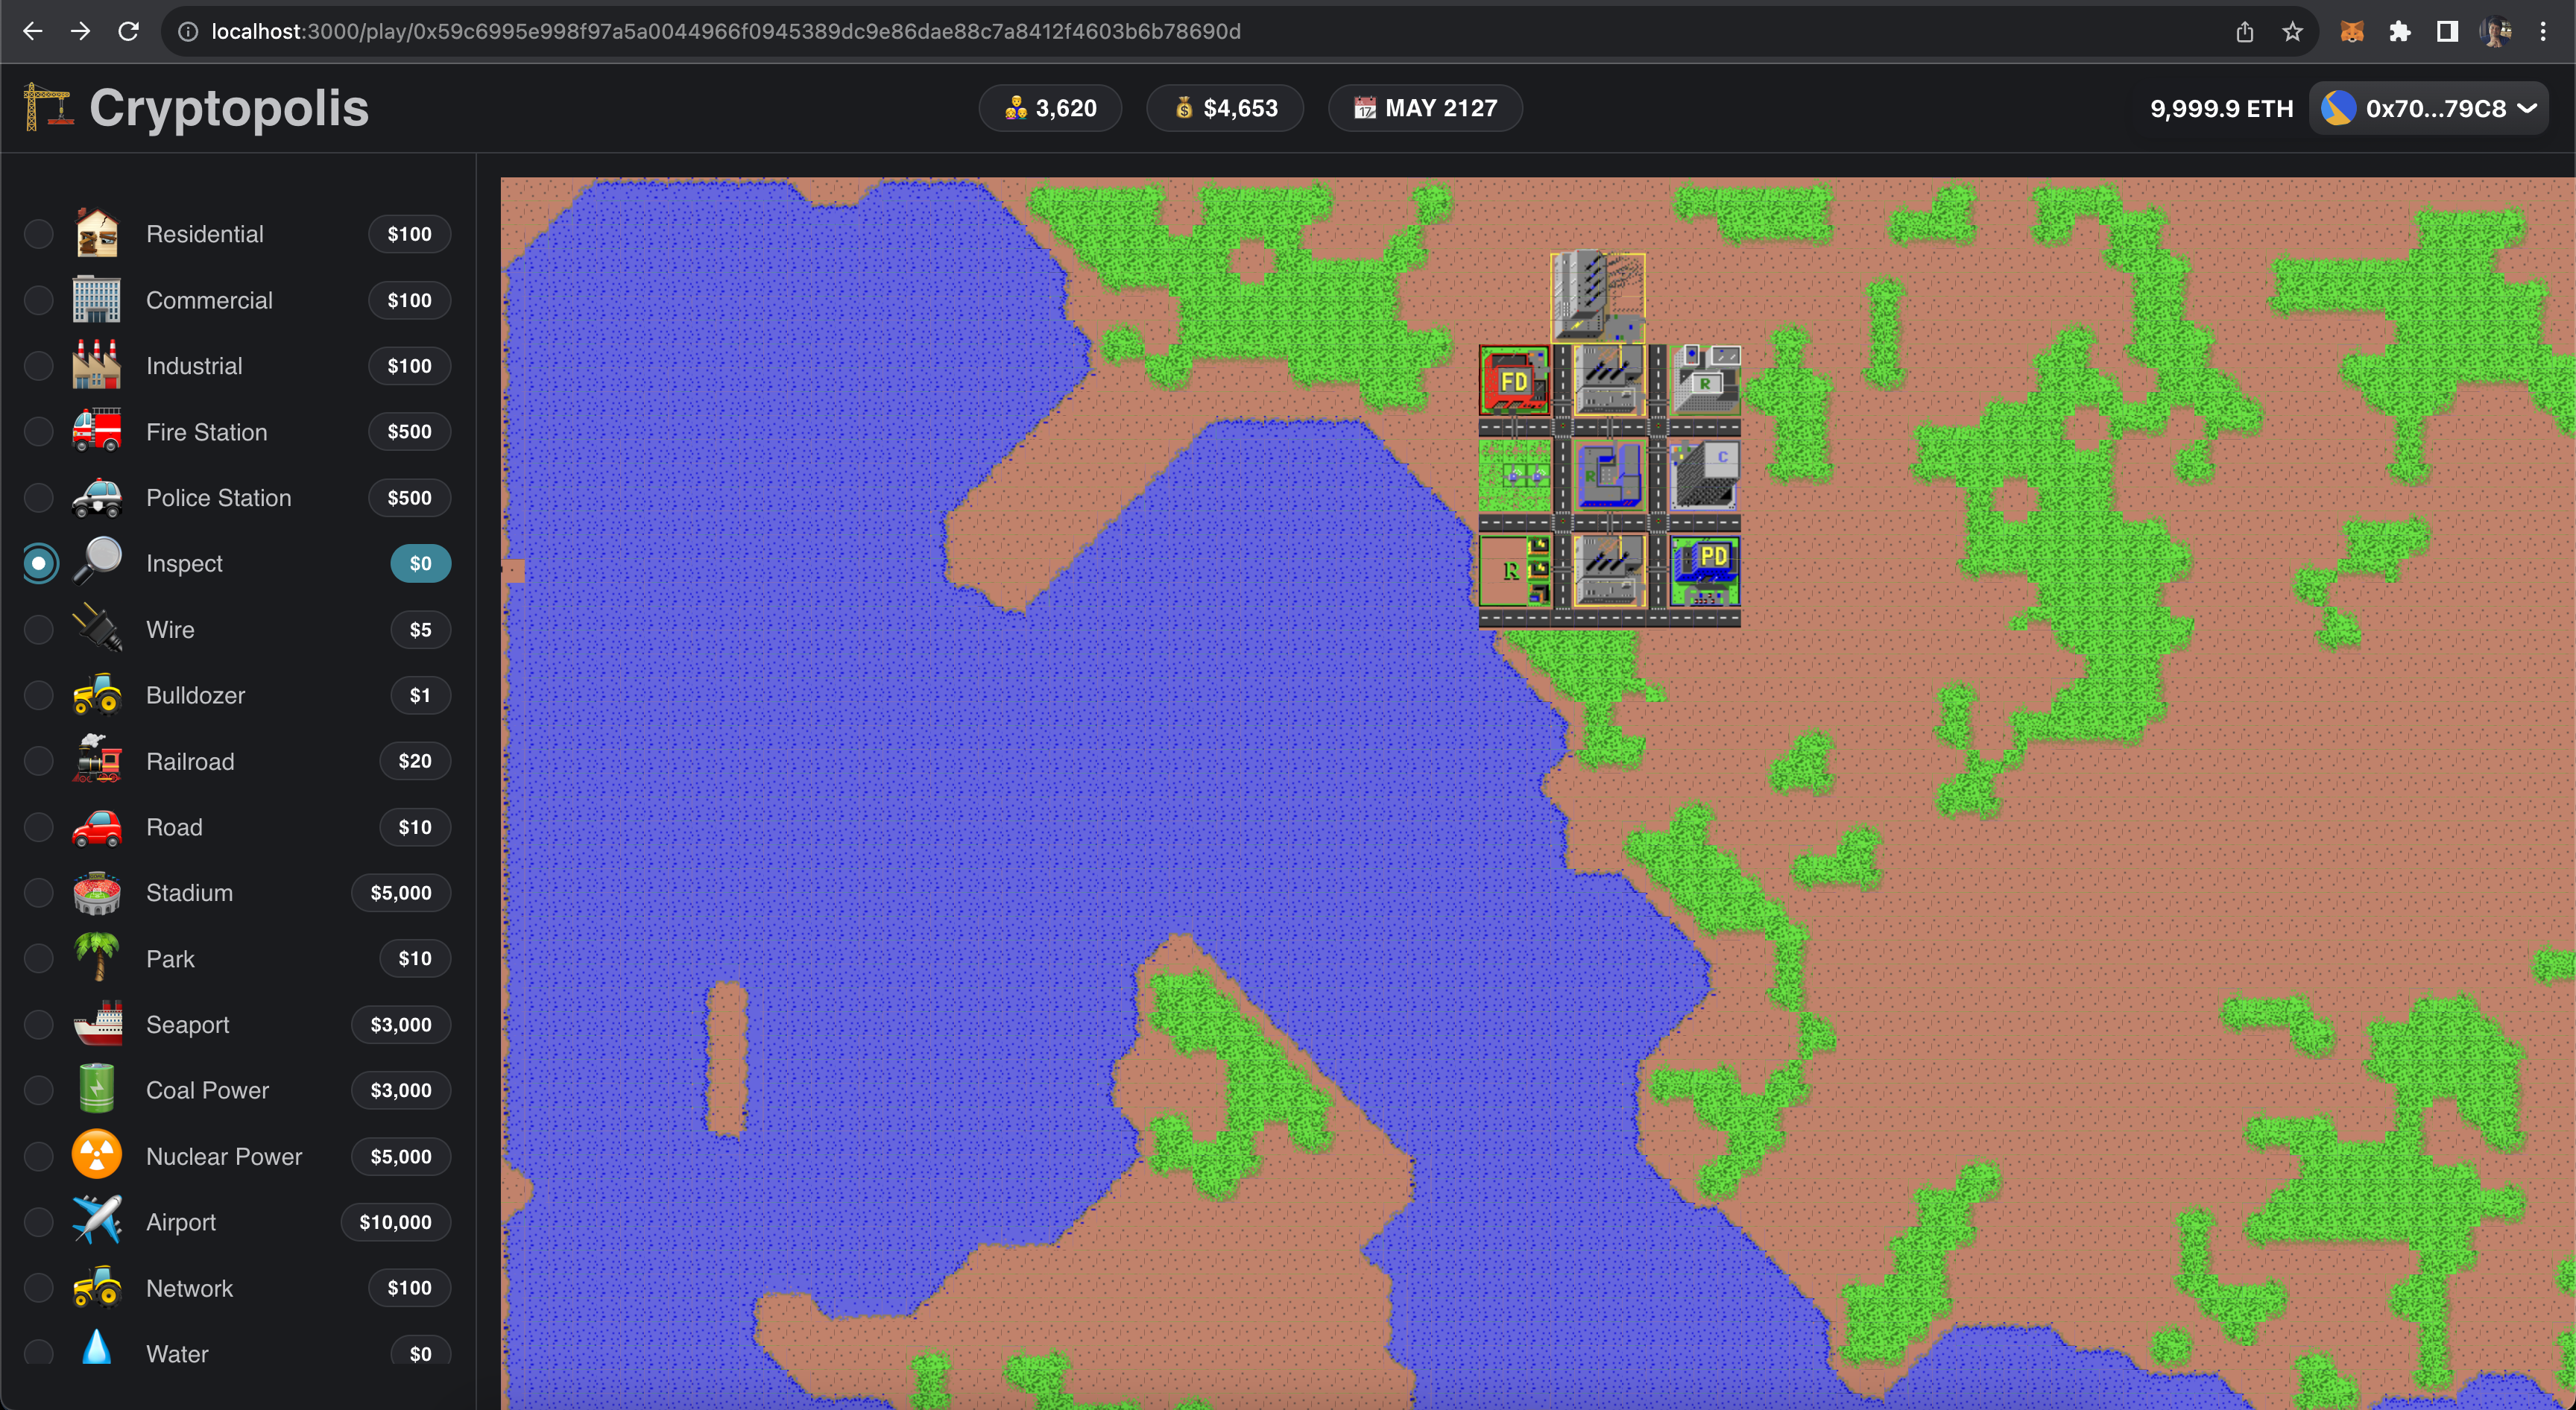 localhost:3000/play/0x59c6995e998f97a5a0044966f0945389dc9e86dae88c7a8412f4603b6b78690d
Cryptopolis
3,620
$4,653
17 MAY 2127
9,999.9 ETH
0x70...79C8
Residential $100
Commercial $100
Industrial $100
Fire Station $500
Police Station $500
Inspect $0
Wire $5
Bulldozer $1
Railroad $20
Road $10
Stadium $5,000
Park $10
Seaport $3,000
Coal Power $3,000
Nuclear Power $5,000
Airport $10,000
Network $100
Water $0
FD
R
R
C
R
PD